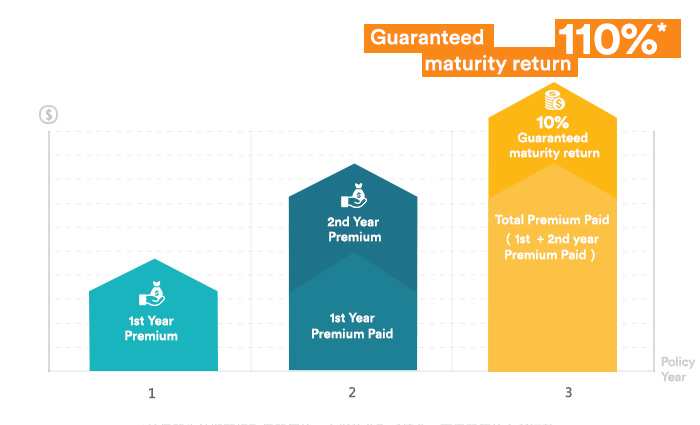 Guaranteed 110%*
maturity return
$
10%
Guaranteed
maturity return
2nd Year
Premium
Total Premium Paid
( 1st + 2nd year
Premium Paid )
1st Year
Premium
1st Year
Premium Paid
Policy
Year
1 2 3